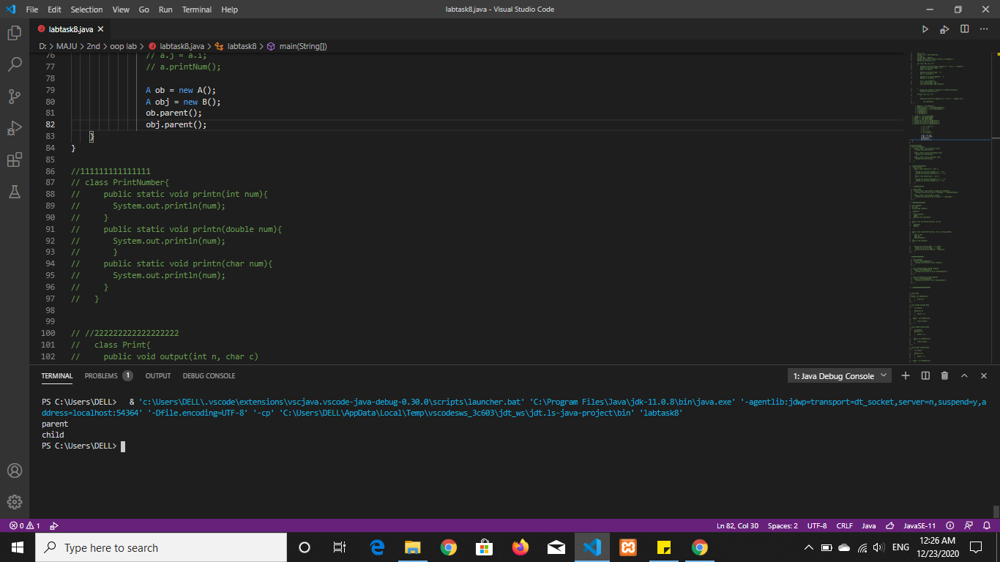 File Edit Selection View Go Run Terminal Help
labtask8.java - Visual Studio Code
labtask8.java
D: > MAJU > 2nd > oop lab > labtask8.java > labtask8 > main(String[])
76 // a.j = a.i;
77 // a.printNum();
78
79 A ob = new A();
80 A obj = new B();
81 ob.parent();
82 obj.parent();
83 }
84 }
85
86 //111111111111111
87 // class PrintNumber{
88 // public static void printn(int num){
89 // System.out.println(num);
90 // }
91 // public static void printn(double num){
92 // System.out.println(num);
93 // }
94 // public static void printn(char num){
95 // System.out.println(num);
96 // }
97 // }
98
99
100 // //222222222222222222
101 // class Print{
102 // public void output(int n, char c)
TERMINAL PROBLEMS 1 OUTPUT DEBUG CONSOLE
1: Java Debug Console
PS C:\Users\DELL> & 'c:\Users\DELL\.vscode\extensions\vscjava.vscode-java-debug-0.30.0\scripts\launcher.bat' 'C:\Program Files\Java\jdk-11.0.8\bin\java.exe' '-agentlib:jdwp=transport=dt_socket,server=n,suspend=y,a
ddress=localhost:54364' '-Dfile.encoding=UTF-8' '-cp' 'C:\Users\DELL\AppData\Local\Temp\vscodesws_3c603\jdt_ws\jdt.ls-java-project\bin' 'labtask8'
parent
child
PS C:\Users\DELL>
0 1
Ln 82, Col 30 Spaces: 2 UTF-8 CRLF Java JavaSE-11
Type here to search
ENG
12:26 AM
12/23/2020